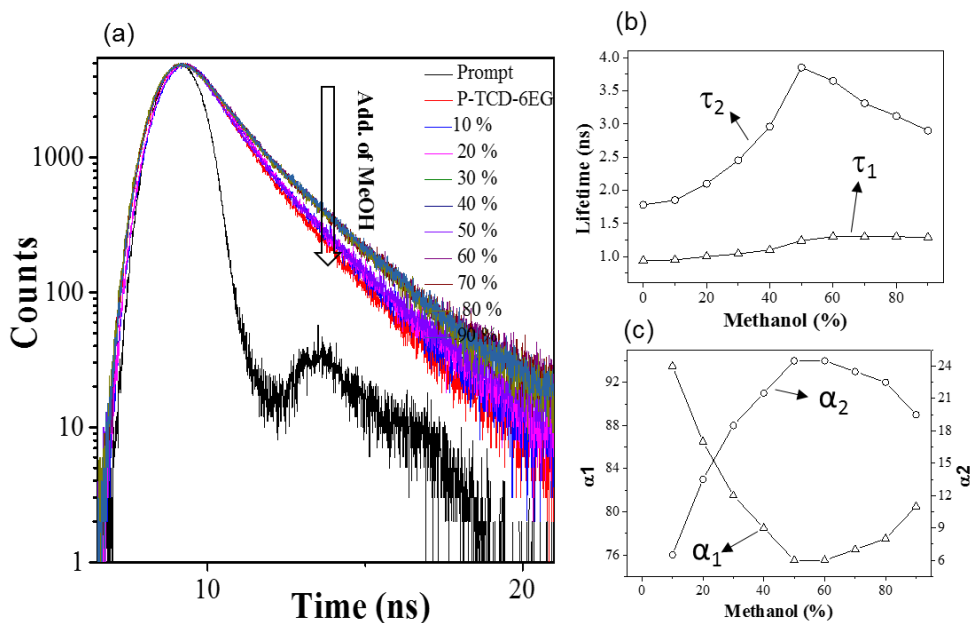 (a)
Prompt
P-TCD-6EG
10 %
20 %
30 %
40 %
50 %
60 %
70 %
80 %
90 %
Add. of MeOH
1000
100
10
1
Counts
10
20
Time (ns)
(b)
4.0
3.5
3.0
2.5
2.0
1.5
1.0
Lifetime (ns)
τ2
τ1
0
20
40
60
80
Methanol (%)
(c)
92
88
84
80
76
α1
α2
α1
24
21
18
15
12
9
6
α2
0
20
40
60
80
Methanol (%)